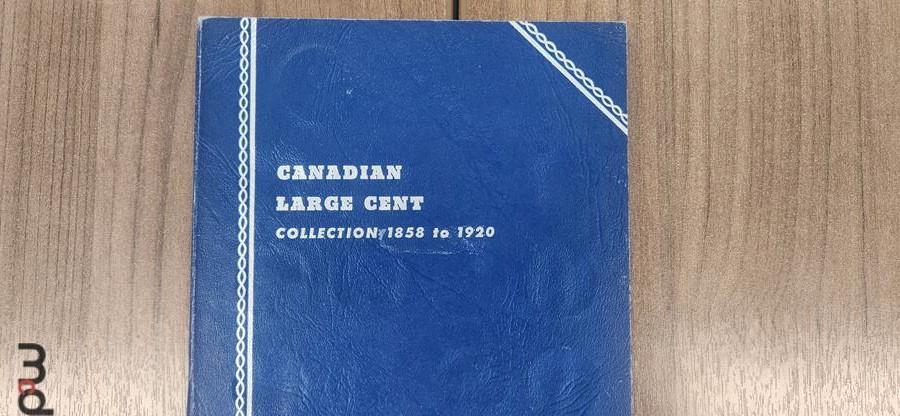 CANADIAN
LARGE CENT
COLLECTION 1858 to 1920